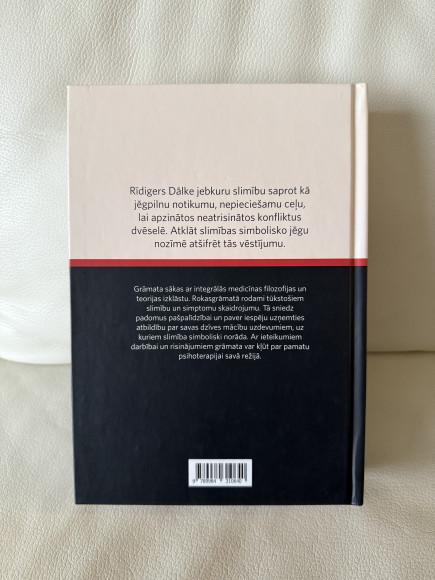 Rīdigers Dālke jebkuru slimību saprot kā
jēgpilnu notikumu, nepieciešamu ceļu,
lai apzinātos neatrisinātos konfliktus
dvēselē. Atklāt slimības simbolisko jēgu
nozīmē atšifrēt tās vēstījumu.
Grāmata sākas ar integrālās medicīnas filozofijas un
teorijas izklāstu. Rokasgrāmatā rodami tūkstošiem
slimību un simptomu skaidrojumu. Tā sniedz
padomus pašpalīdzībai un paver iespēju uzņemties
atbildību par savas dzīves mācību uzdevumiem, uz
kuriem slimība simboliski norāda. Ar ieteikumiem
darbībai un risinājumiem grāmata var kļūt par pamatu
psihoterapijai savā režijā.